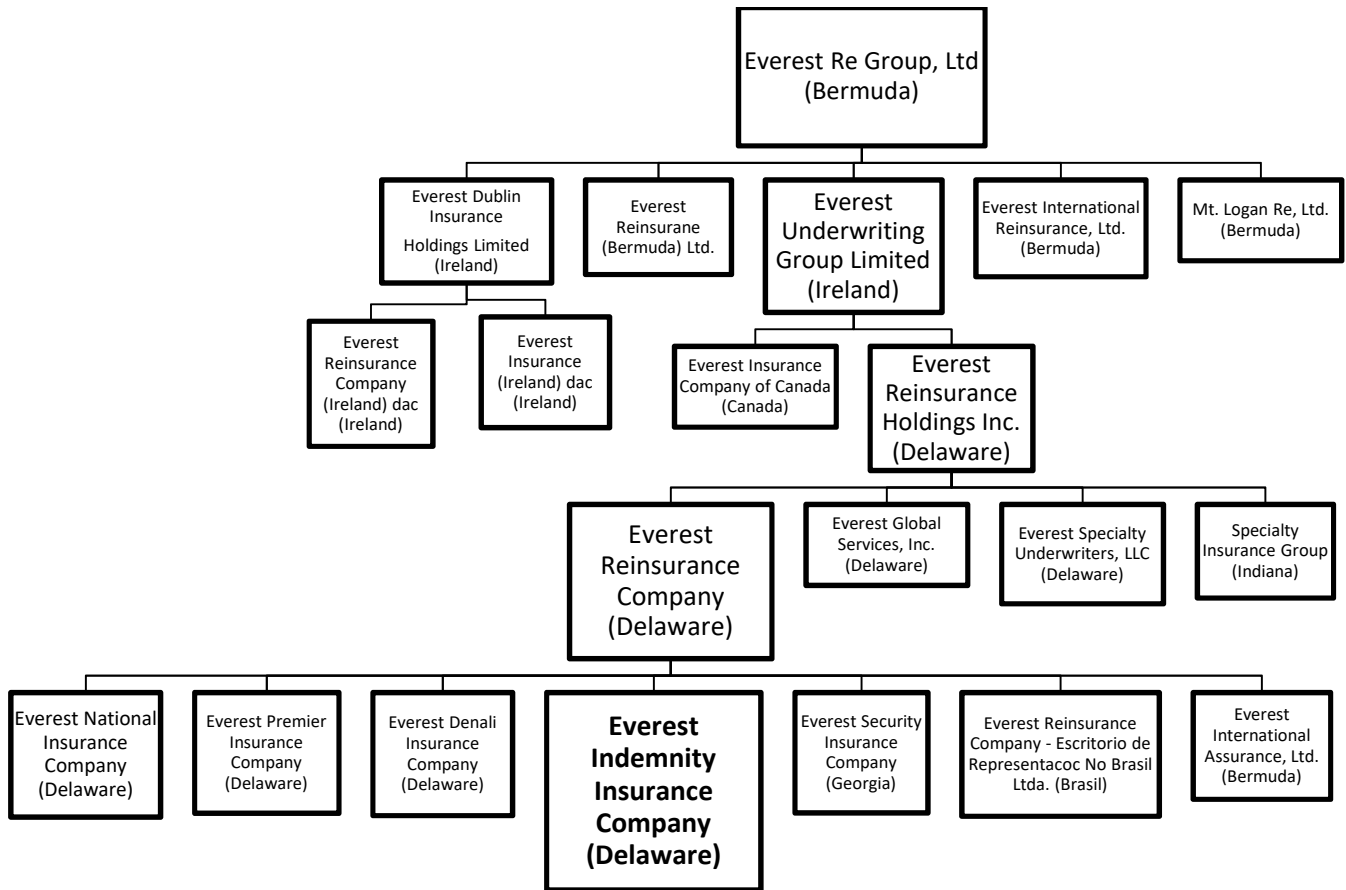 Everest Re Group, Ltd
(Bermuda)
Everest Dublin
Insurance
Holdings Limited
(Ireland)
Everest
Reinsurane
(Bermuda) Ltd.
Everest
Underwriting
Group Limited
(Ireland)
Everest International
Reinsurance, Ltd.
(Bermuda)
Mt. Logan Re, Ltd.
(Bermuda)
Everest
Reinsurance
Company
(Ireland) dac
(Ireland)
Everest
Insurance
(Ireland) dac
(Ireland)
Everest Insurance
Company of Canada
(Canada)
Everest
Reinsurance
Holdings Inc.
(Delaware)
Everest
Reinsurance
Company
(Delaware)
Everest Global
Services, Inc.
(Delaware)
Everest Specialty
Underwriters, LLC
(Delaware)
Specialty
Insurance Group
(Indiana)
Everest National
Insurance
Company
(Delaware)
Everest Premier
Insurance
Company
(Delaware)
Everest Denali
Insurance
Company
(Delaware)
Everest
Indemnity
Insurance
Company
(Delaware)
Everest Security
Insurance
Company
(Georgia)
Everest Reinsurance
Company - Escritorio de
Representacoc No Brasil
Ltda. (Brasil)
Everest
International
Assurance, Ltd.
(Bermuda)